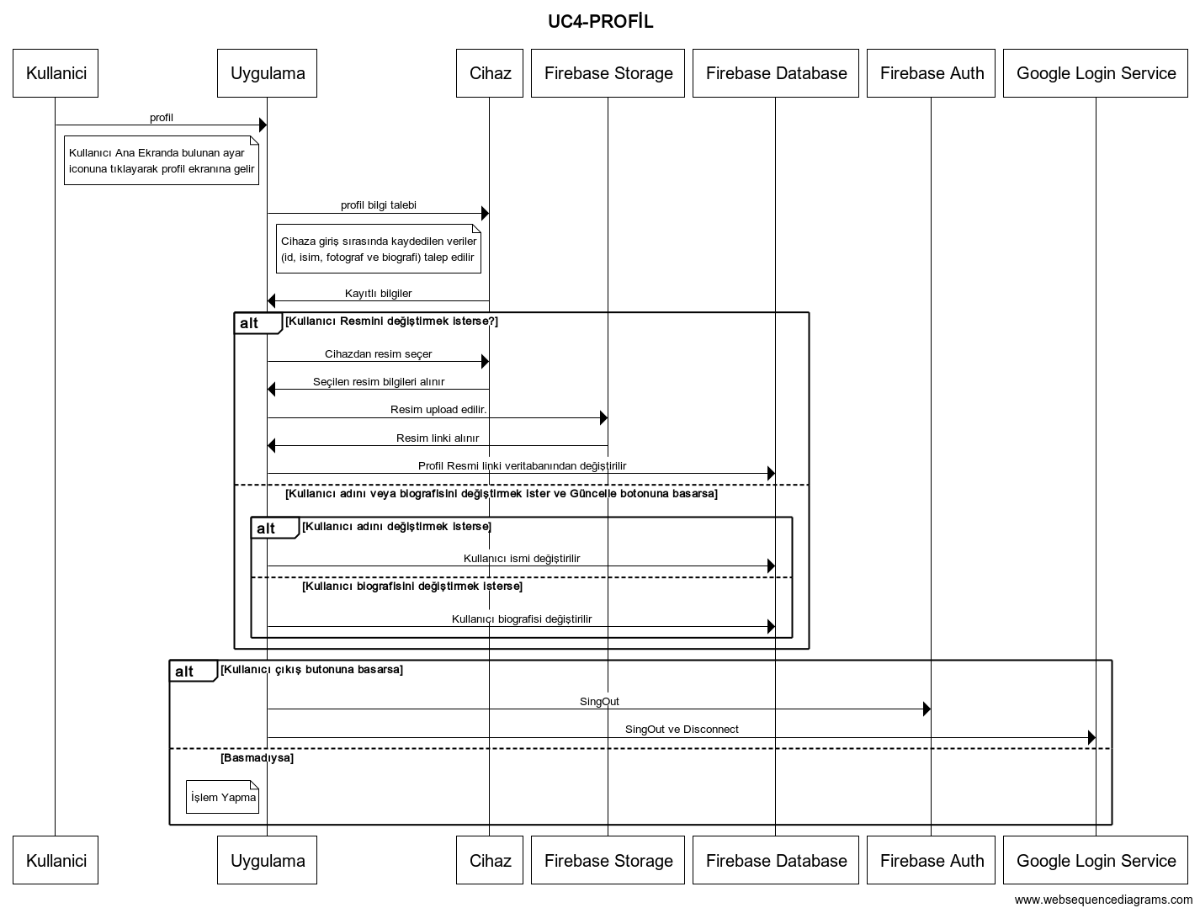 UC4-PROFİL
Kullanici
Uygulama
Cihaz
Firebase Storage
Firebase Database
Firebase Auth
Google Login Service
profil
Kullanıcı Ana Ekranda bulunan ayar
iconuna tıklayarak profil ekranına gelir
profil bilgi talebi
Cihaza giriş sırasında kaydedilen veriler
(id, isim, fotograf ve biografi) talep edilir
Kayıtlı bilgiler
alt [Kullanıcı Resmini değiştirmek isterse?]
Cihazdan resim seçer
Seçilen resim bilgileri alınır
Resim upload edilir.
Resim linki alınır
Profil Resmi linki veritabanından değiştirilir
[Kullanıcı adını veya biografisini değiştirmek ister ve Güncelle botonuna basarsa]
alt [Kullanıcı adını değiştirmek isterse]
Kullanıcı ismi değiştirilir
[Kullanıcı biografisini değiştirmek isterse]
Kullanıcı biografisi değiştirilir
alt [Kullanıcı çıkış butonuna basarsa]
SingOut
SingOut ve Disconnect
[Basmadıysa]
İşlem Yapma
Kullanici
Uygulama
Cihaz
Firebase Storage
Firebase Database
Firebase Auth
Google Login Service
www.websequencediagrams.com